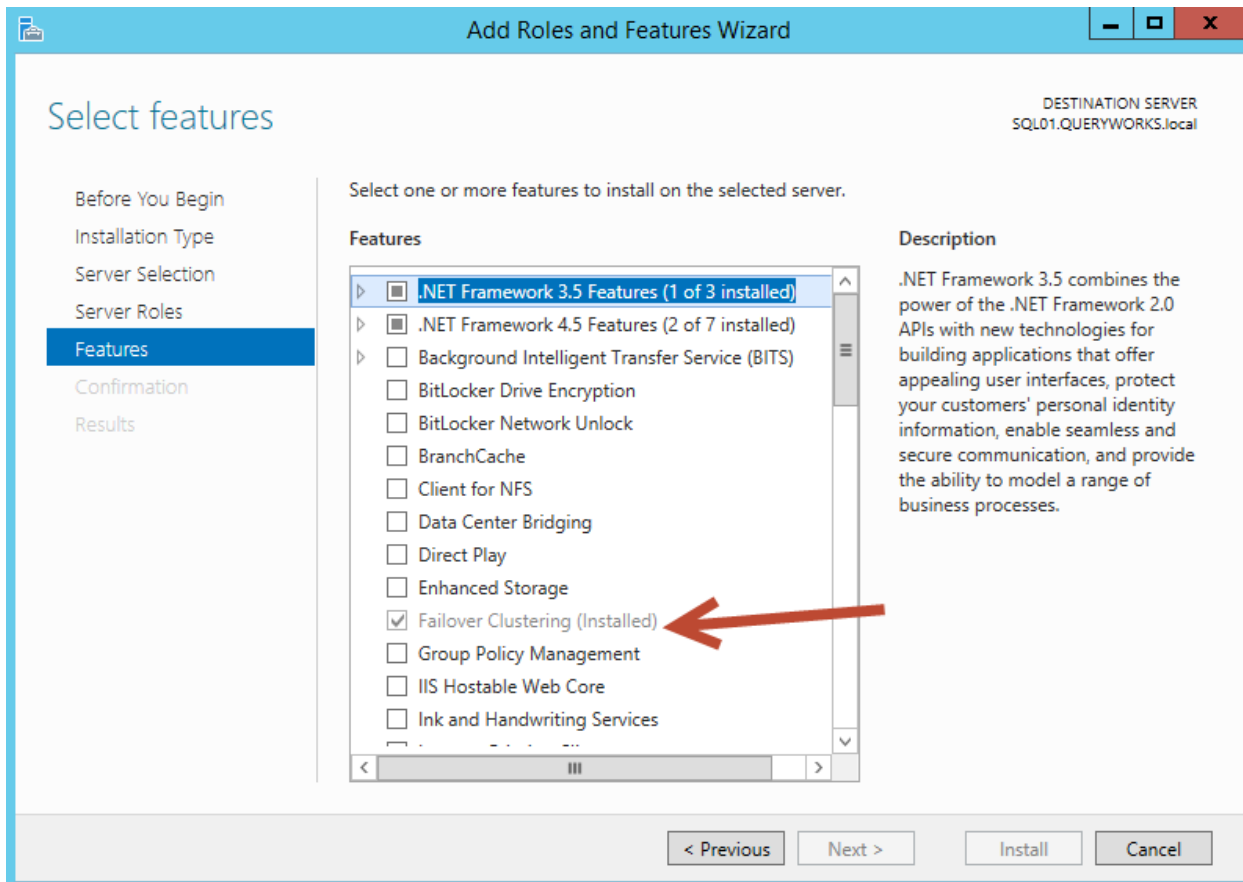 Add Roles and Features Wizard
Select features
DESTINATION SERVER
SQL01.QUERYWORKS.local
Before You Begin
Installation Type
Server Selection
Server Roles
Features
Confirmation
Results
Select one or more features to install on the selected server.
Features
.NET Framework 3.5 Features (1 of 3 installed)
.NET Framework 4.5 Features (2 of 7 installed)
Background Intelligent Transfer Service (BITS)
BitLocker Drive Encryption
BitLocker Network Unlock
BranchCache
Client for NFS
Data Center Bridging
Direct Play
Enhanced Storage
Failover Clustering (Installed)
Group Policy Management
IIS Hostable Web Core
Ink and Handwriting Services
Description
.NET Framework 3.5 combines the
power of the .NET Framework 2.0
APIs with new technologies for
building applications that offer
appealing user interfaces, protect
your customers' personal identity
information, enable seamless and
secure communication, and provide
the ability to model a range of
business processes.
< Previous
Next >
Install
Cancel